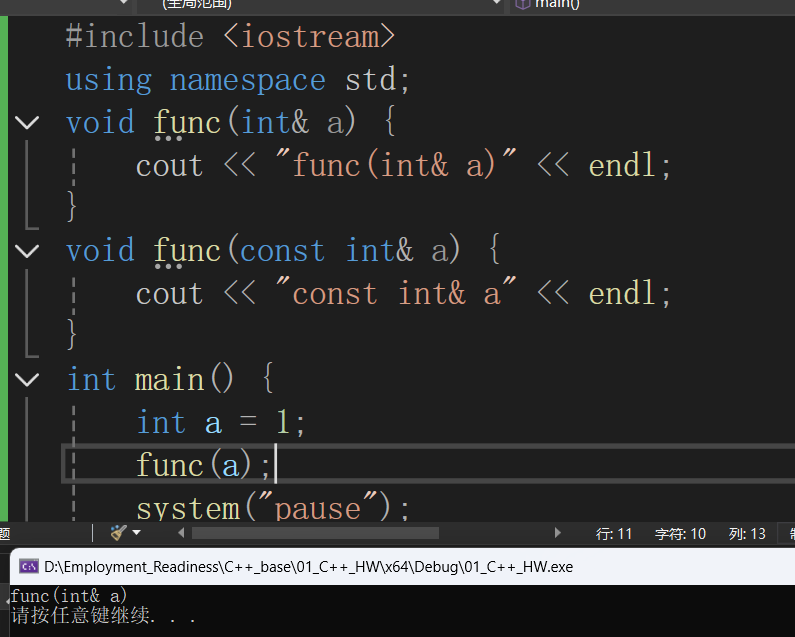 (全局范围) main()
#include <iostream>
using namespace std;
void func(int& a) {
cout << "func(int& a)" << endl;
}
void func(const int& a) {
cout << "const int& a" << endl;
}
int main() {
int a = 1;
func(a);
system("pause");
题 行: 11 字符: 10 列: 13
D:\Employment_Readiness\C++_base\01_C++_HW\x64\Debug\01_C++_HW.exe
func(int& a)
请按任意键继续. . .